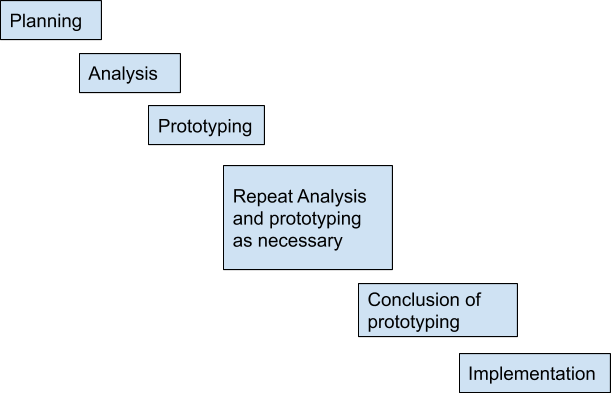 Planning
Analysis
Prototyping
Repeat Analysis
and prototyping
as necessary
Conclusion of
prototyping
Implementation